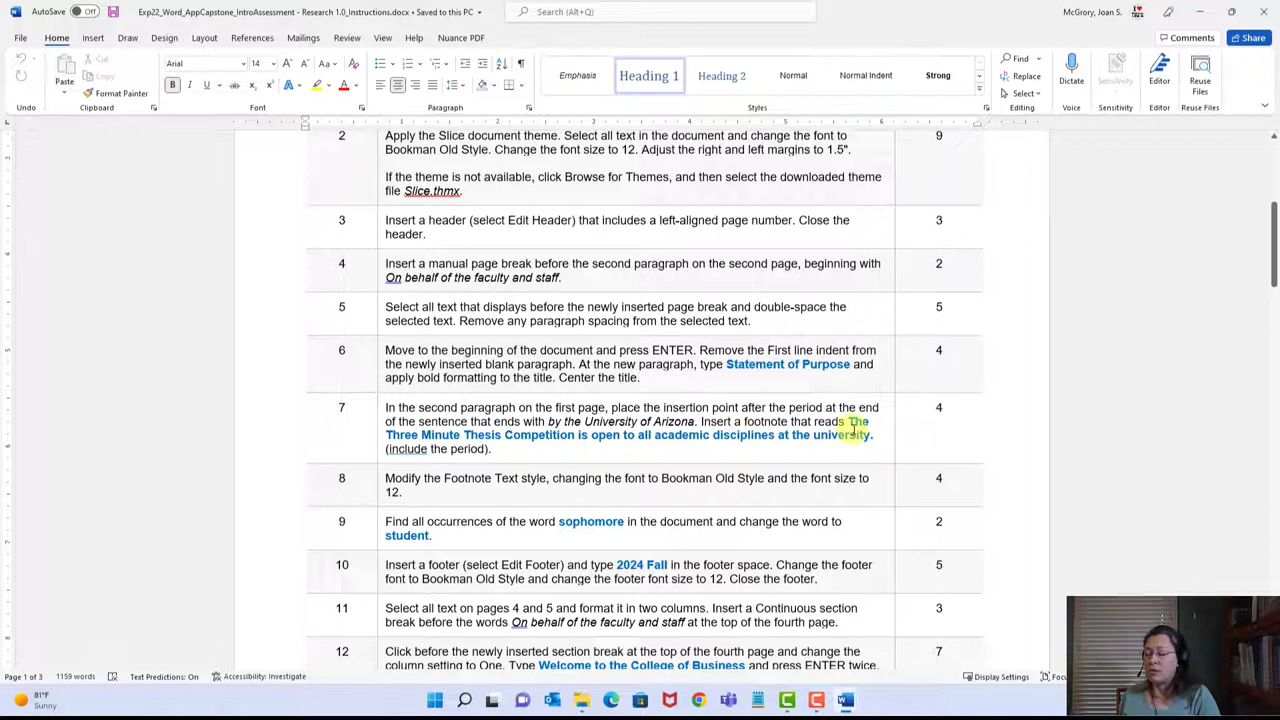 AutoSave Off Exp22_Word_AppCapstone_IntroAssessment - Research 1.0_Instructions.docx • Saved to this PC Search (Alt+Q) McGrory, Joan S.
File Home Insert Draw Design Layout References Mailings Review View Help Nuance PDF Comments Share
Paste Cut Copy Format Painter Arial 14 Emphasis Heading 1 Heading 2 Normal Normal Indent Strong Find Replace Select Dictate Sensitivity Editor Reuse Files
Undo Clipboard Font Paragraph Styles Editing Voice Sensitivity Editor Reuse Files
2 Apply the Slice document theme. Select all text in the document and change the font to 9
Bookman Old Style. Change the font size to 12. Adjust the right and left margins to 1.5".
If the theme is not available, click Browse for Themes, and then select the downloaded theme
file Slice.thmx.
3 Insert a header (select Edit Header) that includes a left-aligned page number. Close the 3
header.
4 Insert a manual page break before the second paragraph on the second page, beginning with 2
On behalf of the faculty and staff.
5 Select all text that displays before the newly inserted page break and double-space the 5
selected text. Remove any paragraph spacing from the selected text.
6 Move to the beginning of the document and press ENTER. Remove the First line indent from 4
the newly inserted blank paragraph. At the new paragraph, type Statement of Purpose and
apply bold formatting to the title. Center the title.
7 In the second paragraph on the first page, place the insertion point after the period at the end 4
of the sentence that ends with by the University of Arizona. Insert a footnote that reads The
Three Minute Thesis Competition is open to all academic disciplines at the university.
(include the period).
8 Modify the Footnote Text style, changing the font to Bookman Old Style and the font size to 4
12.
9 Find all occurrences of the word sophomore in the document and change the word to 2
student.
10 Insert a footer (select Edit Footer) and type 2024 Fall in the footer space. Change the footer 5
font to Bookman Old Style and change the footer font size to 12. Close the footer.
11 Select all text on pages 4 and 5 and format it in two columns. Insert a Continuous section 3
break before the words On behalf of the faculty and staff at the top of the fourth page.
12 Click before the newly inserted section break at the top of the fourth page and change the 7
column setting to One. Type Welcome to the College of Business and press ENTER twice.
Page 1 of 3 1159 words Text Predictions: On Accessibility: Investigate Display Settings Focu
81°F
Sunny